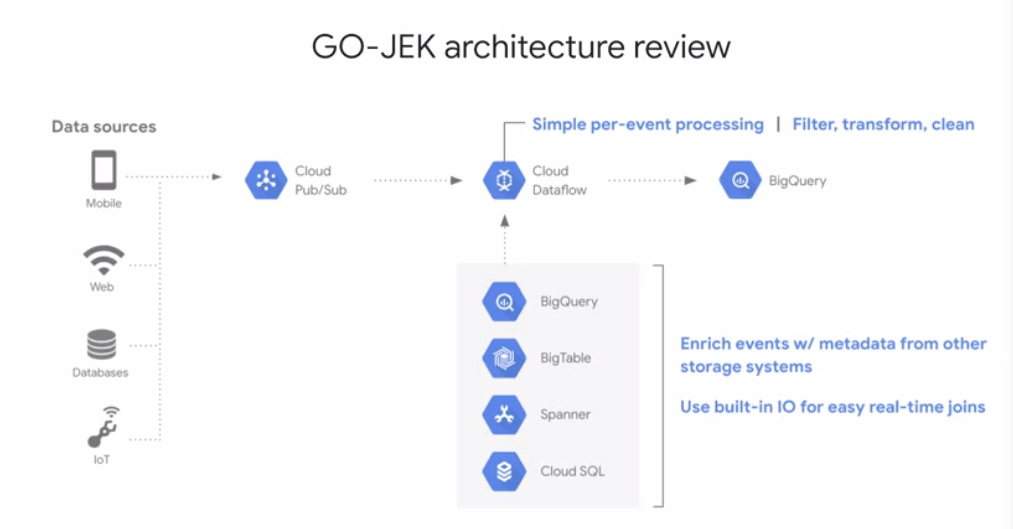 GO-JEK architecture review
Data sources
Simple per-event processing | Filter, transform, clean
Mobile
Cloud
Pub/Sub
Cloud
Dataflow
BigQuery
Web
Databases
IoT
BigQuery
BigTable
Spanner
Cloud SQL
Enrich events w/ metadata from other
storage systems
Use built-in IO for easy real-time joins